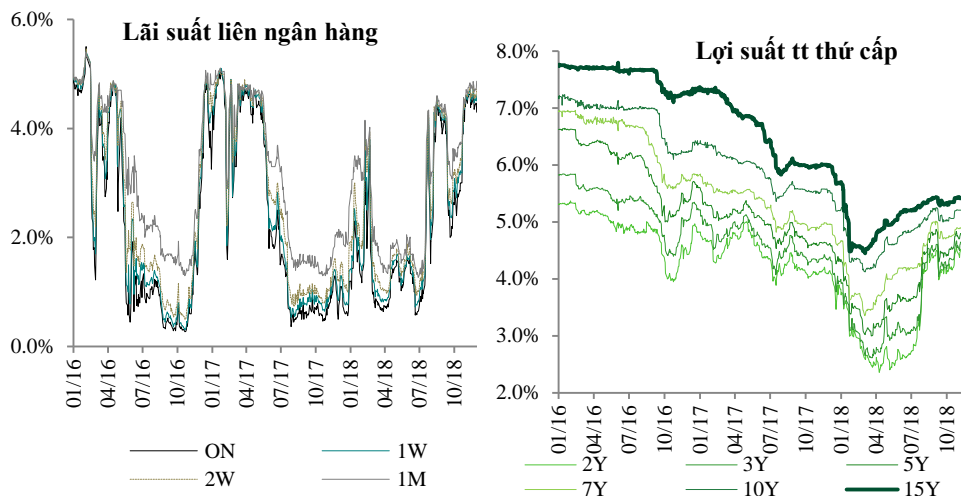 Lãi suất liên ngân hàng
6.0%
4.0%
2.0%
0.0%
01/16
04/16
07/16
10/16
01/17
04/17
07/17
10/17
01/18
04/18
07/18
10/18
ON
1W
2W
1M
Lợi suất tt thứ cấp
8.0%
7.0%
6.0%
5.0%
4.0%
3.0%
2.0%
01/16
04/16
07/16
10/16
01/17
04/17
07/17
10/17
01/18
04/18
07/18
10/18
2Y
3Y
5Y
7Y
10Y
15Y